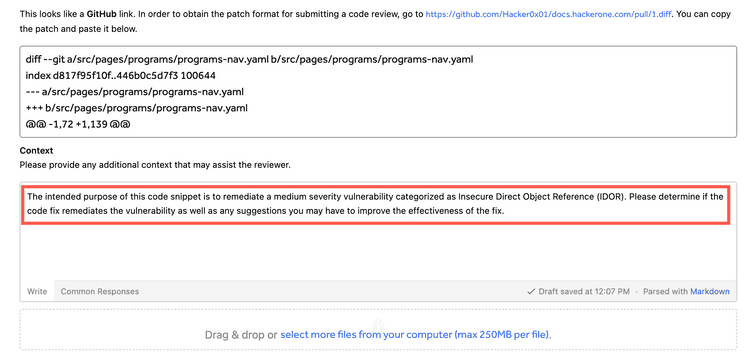 This looks like a GitHub link. In order to obtain the patch format for submitting a code review, go to https://github.com/Hacker0x01/docs.hackerone.com/pull/1.diff. You can copy
the patch and paste it below.
diff --git a/src/pages/programs/programs-nav.yaml b/src/pages/programs/programs-nav.yaml
index d817f95f10f..446b0c5d7f3 100644
--- a/src/pages/programs/programs-nav.yaml
+++ b/src/pages/programs/programs-nav.yaml
@@ -1,72 +1,139 @@
Context
Please provide any additional context that may assist the reviewer.
The intended purpose of this code snippet is to remediate a medium severity vulnerability categorized as Insecure Direct Object Reference (IDOR). Please determine if the
code fix remediates the vulnerability as well as any suggestions you may have to improve the effectiveness of the fix.
Write Common Responses Draft saved at 12:07 PM · Parsed with Markdown
Drag & drop or select more files from your computer (max 250MB per file).